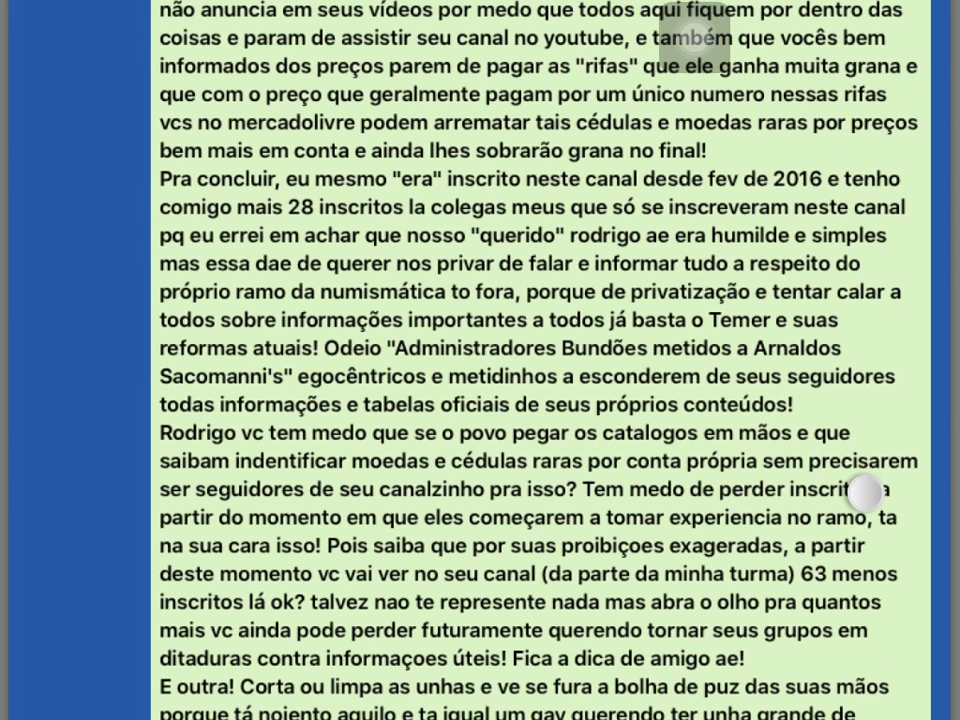 não anuncia em seus vídeos por medo que todos aqui fiquem por dentro das
coisas e param de assistir seu canal no youtube, e também que vocês bem
informados dos preços parem de pagar as "rifas" que ele ganha muita grana e
que com o preço que geralmente pagam por um único numero nessas rifas
vcs no mercadolivre podem arrematar tais cédulas e moedas raras por preços
bem mais em conta e ainda lhes sobrarão grana no final!
Pra concluir, eu mesmo "era" inscrito neste canal desde fev de 2016 e tenho
comigo mais 28 inscritos la colegas meus que só se inscreveram neste canal
pq eu errei em achar que nosso "querido" rodrigo ae era humilde e simples
mas essa dae de querer nos privar de falar e informar tudo a respeito do
próprio ramo da numismática to fora, porque de privatização e tentar calar a
todos sobre informações importantes a todos já basta o Temer e suas
reformas atuais! Odeio "Administradores Bundões metidos a Arnaldos
Sacomanni's" egocêntricos e metidinhos a esconderem de seus seguidores
todas informações e tabelas oficiais de seus próprios conteúdos!
Rodrigo vc tem medo que se o povo pegar os catalogos em mãos e que
saibam indentificar moedas e cédulas raras por conta própria sem precisarem
ser seguidores de seu canalzinho pra isso? Tem medo de perder a
partir do momento em que eles começarem a tomar experiencia no ramo, ta
na sua cara isso! Pois saiba que por suas proibiçoes exageradas, a partir
deste momento vc vai ver no seu canal (da parte da minha turma) 63 menos
inscritos lá ok? talvez nao te represente nada mas abra o olho pra quantos
mais vc ainda pode perder futuramente querendo tornar seus grupos em
ditaduras contra informaçoes úteis! Fica a dica de amigo ae!
E outra! Corta ou limpa as unhas e ve se fura a bolha de puz das suas mãos
porque tá nojento aquilo e ta igual um gay querendo ter unha grande de